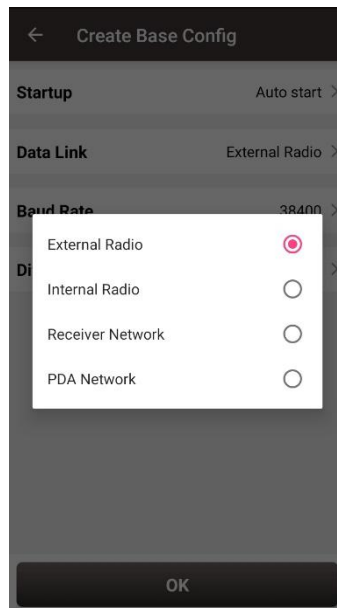 Create Base Config
Startup Auto start
Data Link External Radio
Baud Rate 38400
External Radio
Di
Internal Radio
Receiver Network
PDA Network
OK